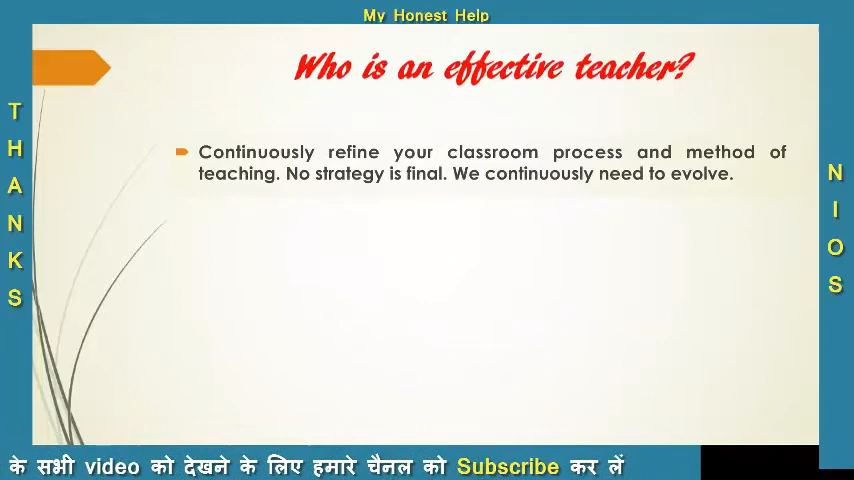 My Honest Help
Who is an effective teacher?
THANKS
Continuously refine your classroom process and method of
teaching. No strategy is final. We continuously need to evolve.
NIOS
के सभी video को देखने के लिए हमारे चैनल को Subscribe कर लें